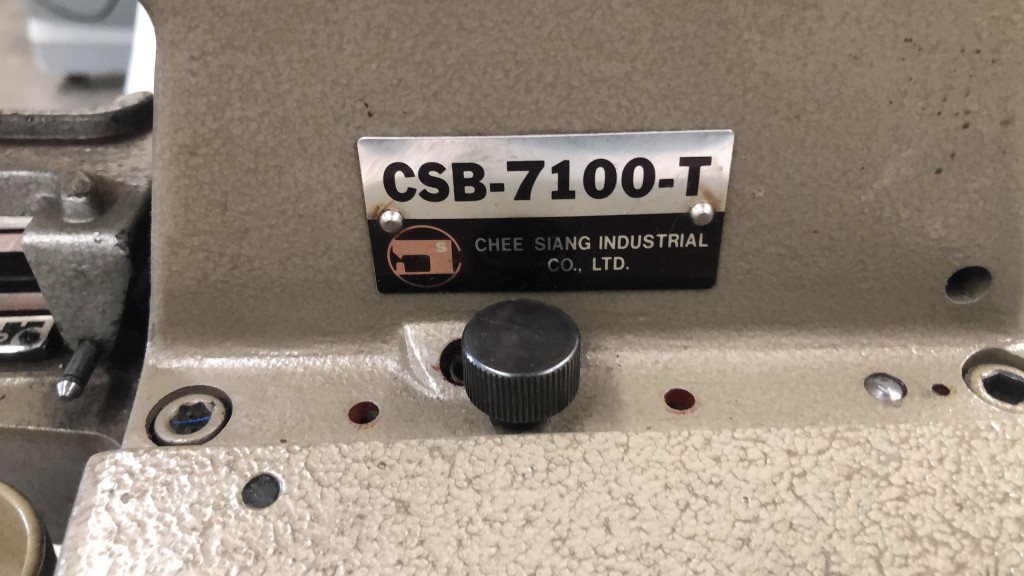 CSB-7100-T
S
CHEE SIANG INDUSTRIAL
CO., LTD.